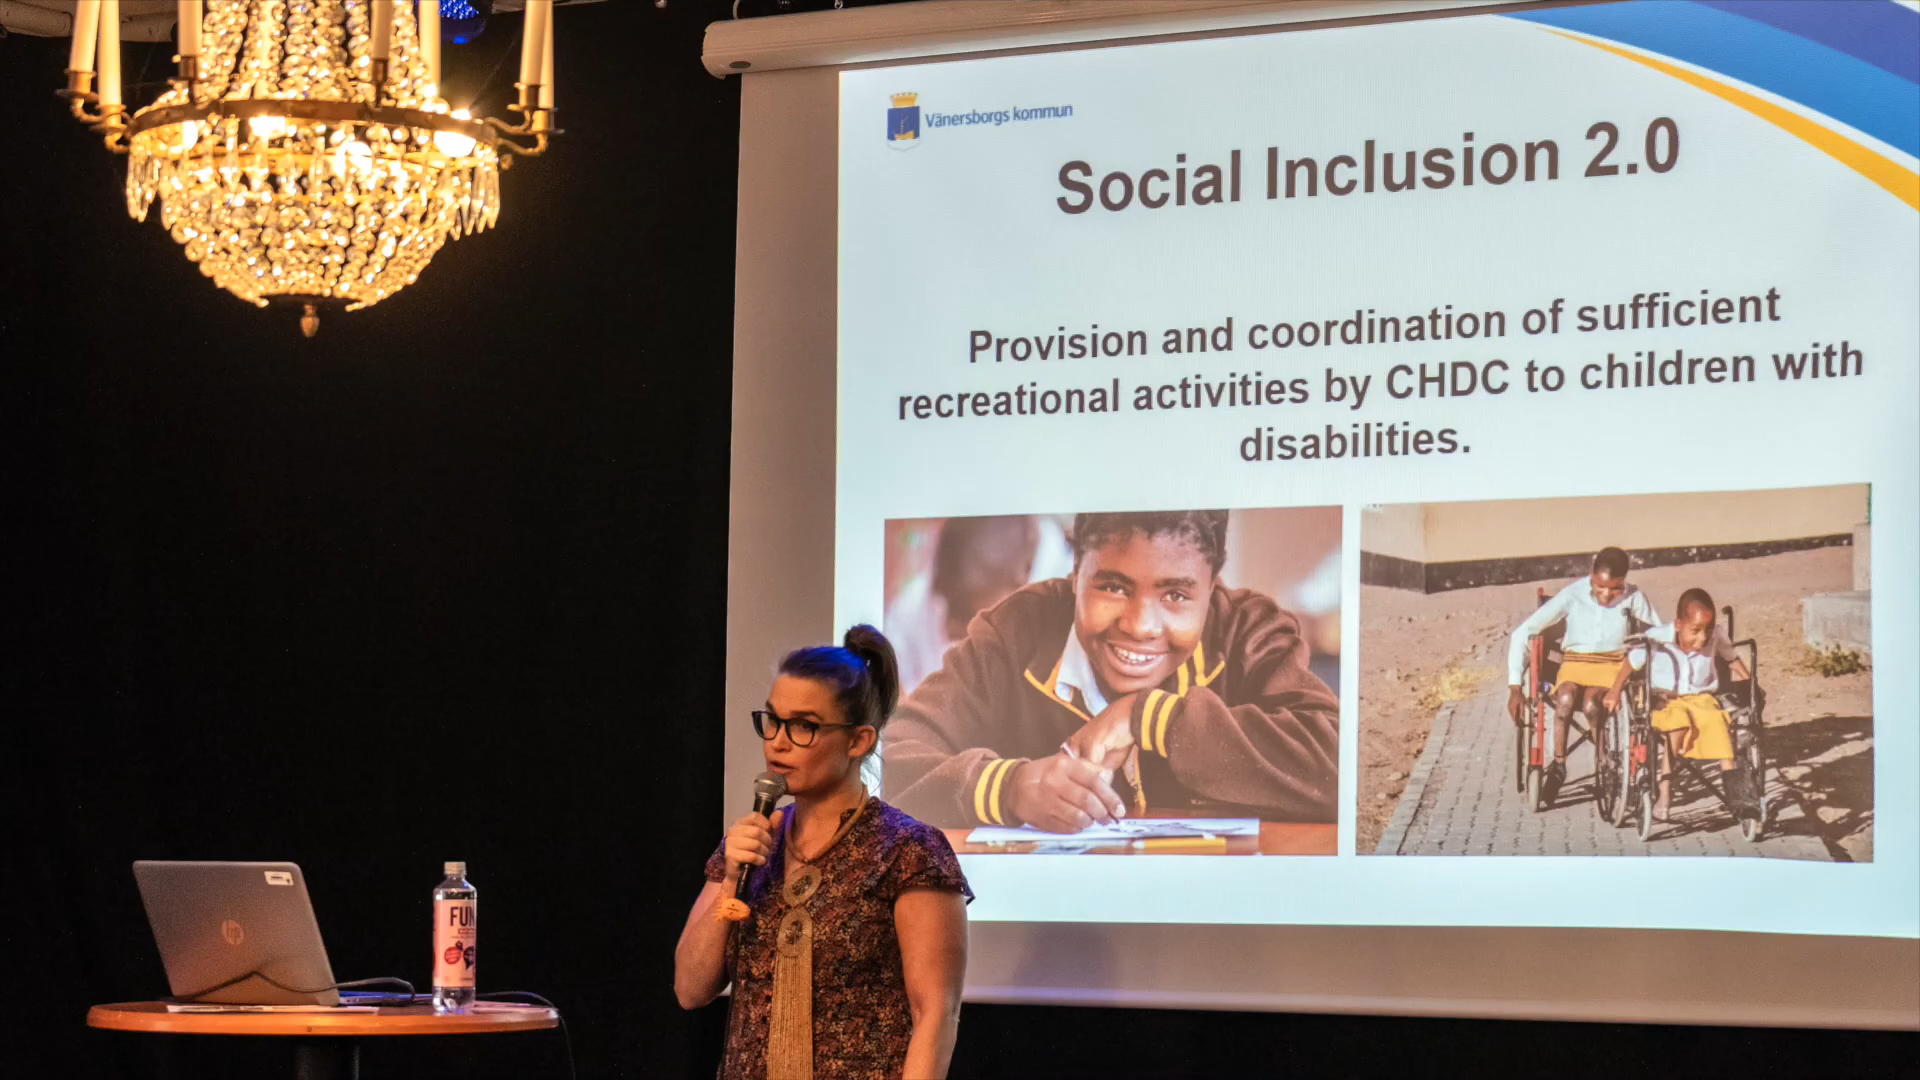 Vänersborgs kommun
Social Inclusion 2.0
Provision and coordination of sufficient
recreational activities by CHDC to children with
disabilities.
hp
FUN